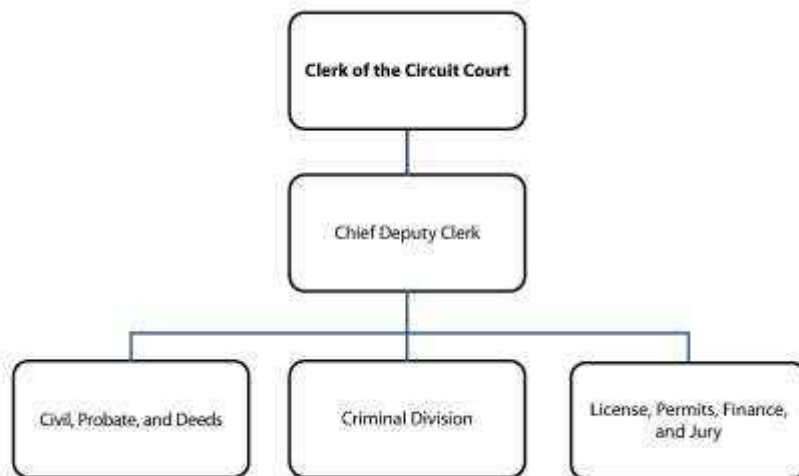 Clerk of the Circuit Court
Chief Deputy Clerk
Civil, Probate, and Deeds
Criminal Division
License, Permits, Finance,
and Jury